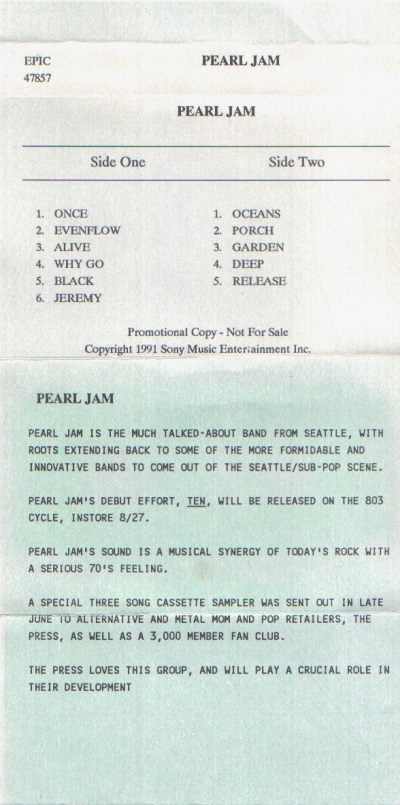 EPIC PEARL JAM
47857
PEARL JAM
Side One Side Two
1. ONCE 1. OCEANS
2. EVENFLOW 2. PORCH
3. ALIVE 3. GARDEN
4. WHY GO 4. DEEP
5. BLACK 5. RELEASE
6. JEREMY
Promotional Copy - Not For Sale
Copyright 1991 Sony Music Entertainment Inc.
PEARL JAM
PEARL JAM IS THE MUCH TALKED-ABOUT BAND FROM SEATTLE, WITH
ROOTS EXTENDING BACK TO SOME OF THE MORE FORMIDABLE AND
INNOVATIVE BANDS TO COME OUT OF THE SEATTLE/SUB-POP SCENE.
PEARL JAM'S DEBUT EFFORT, TEN, WILL BE RELEASED ON THE 803
CYCLE, INSTORE 8/27.
PEARL JAM'S SOUND IS A MUSICAL SYNERGY OF TODAY'S ROCK WITH
A SERIOUS 70'S FEELING.
A SPECIAL THREE SONG CASSETTE SAMPLER WAS SENT OUT IN LATE
JUNE TO ALTERNATIVE AND METAL MOM AND POP RETAILERS, THE
PRESS, AS WELL AS A 3,000 MEMBER FAN CLUB.
THE PRESS LOVES THIS GROUP, AND WILL PLAY A CRUCIAL ROLE IN
THEIR DEVELOPMENT